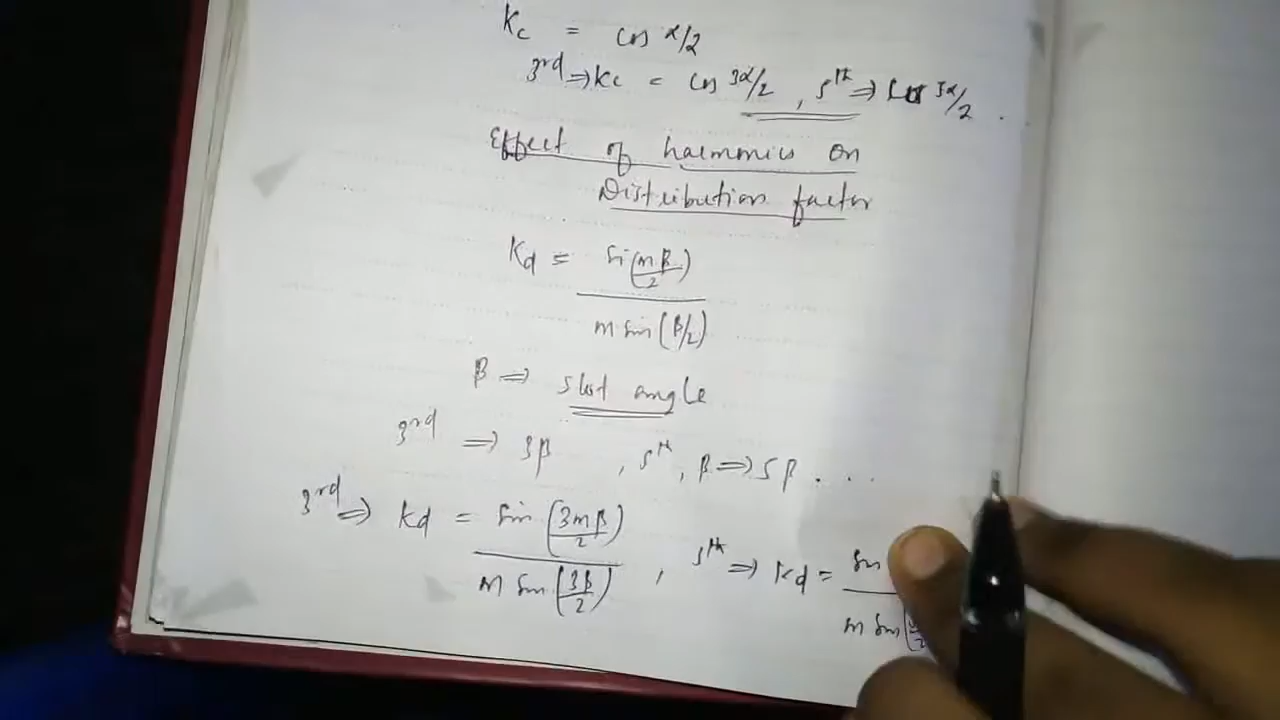 Kc = cos α/2
3rd ⇒ Kc = cos 3α/2 , 5th ⇒ cos 5α/2 .
Effect of harmonics on
Distribution factor
Kd = si(mβ/2) / m sin(β/2)
β ⇒ slot angle
3rd ⇒ 3β , 5th, β ⇒ 5β . . .
3rd ⇒ Kd = sin(3mβ/2) / m sin(3β/2) , 5th ⇒ Kd = sin / m sin